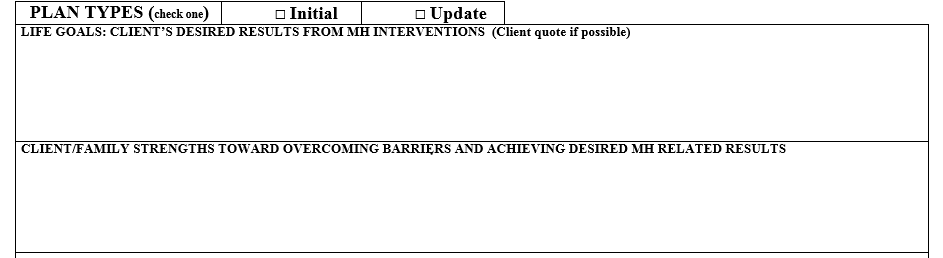 PLAN TYPES (check one) □ Initial □ Update
LIFE GOALS: CLIENT'S DESIRED RESULTS FROM MH INTERVENTIONS (Client quote if possible)
CLIENT/FAMILY STRENGTHS TOWARD OVERCOMING BARRIERS AND ACHIEVING DESIRED MH RELATED RESULTS